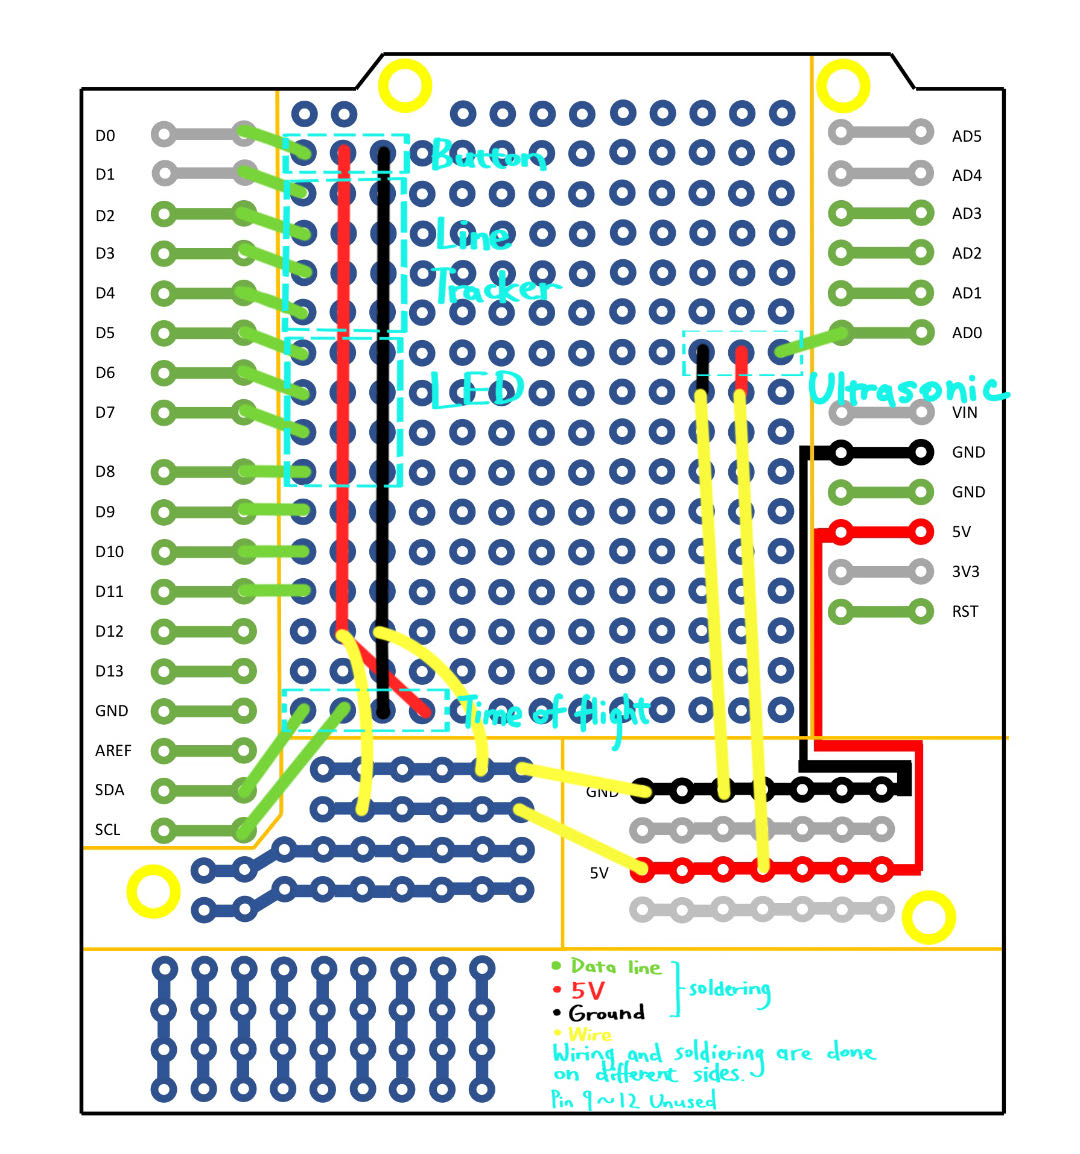 D0
D1
D2
D3
D4
D5
D6
D7
D8
D9
D10
D11
D12
D13
GND
AREF
SDA
SCL
Button
Line
Tracker
LED
Ultrasonic
Time of flight
AD5
AD4
AD3
AD2
AD1
AD0
VIN
GND
GND
5V
3V3
RST
GND
5V
Data line
5V
Ground
soldering
Wire
Wiring and soldiering are done
on different sides.
Pin 9~12 Unused